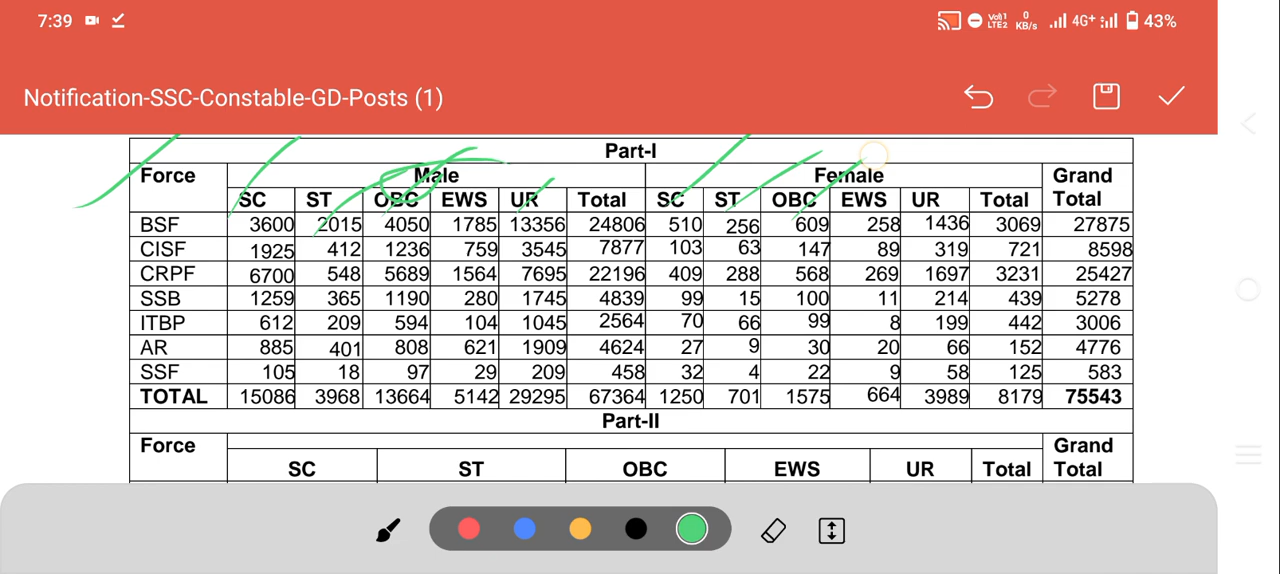 7:39 Vo)) 1 LTE2 0 KB/s 4G+ 43%
Notification-SSC-Constable-GD-Posts (1)
Part-I
Force Male Female Grand Total
SC ST OBC EWS UR Total SC ST OBC EWS UR Total
BSF 3600 2015 4050 1785 13356 24806 510 256 609 258 1436 3069 27875
CISF 1925 412 1236 759 3545 7877 103 63 147 89 319 721 8598
CRPF 6700 548 5689 1564 7695 22196 409 288 568 269 1697 3231 25427
SSB 1259 365 1190 280 1745 4839 99 15 100 11 214 439 5278
ITBP 612 209 594 104 1045 2564 70 66 99 8 199 442 3006
AR 885 401 808 621 1909 4624 27 9 30 20 66 152 4776
SSF 105 18 97 29 209 458 32 4 22 9 58 125 583
TOTAL 15086 3968 13664 5142 29295 67364 1250 701 1575 664 3989 8179 75543
Part-II
Force Grand Total
SC ST OBC EWS UR Total